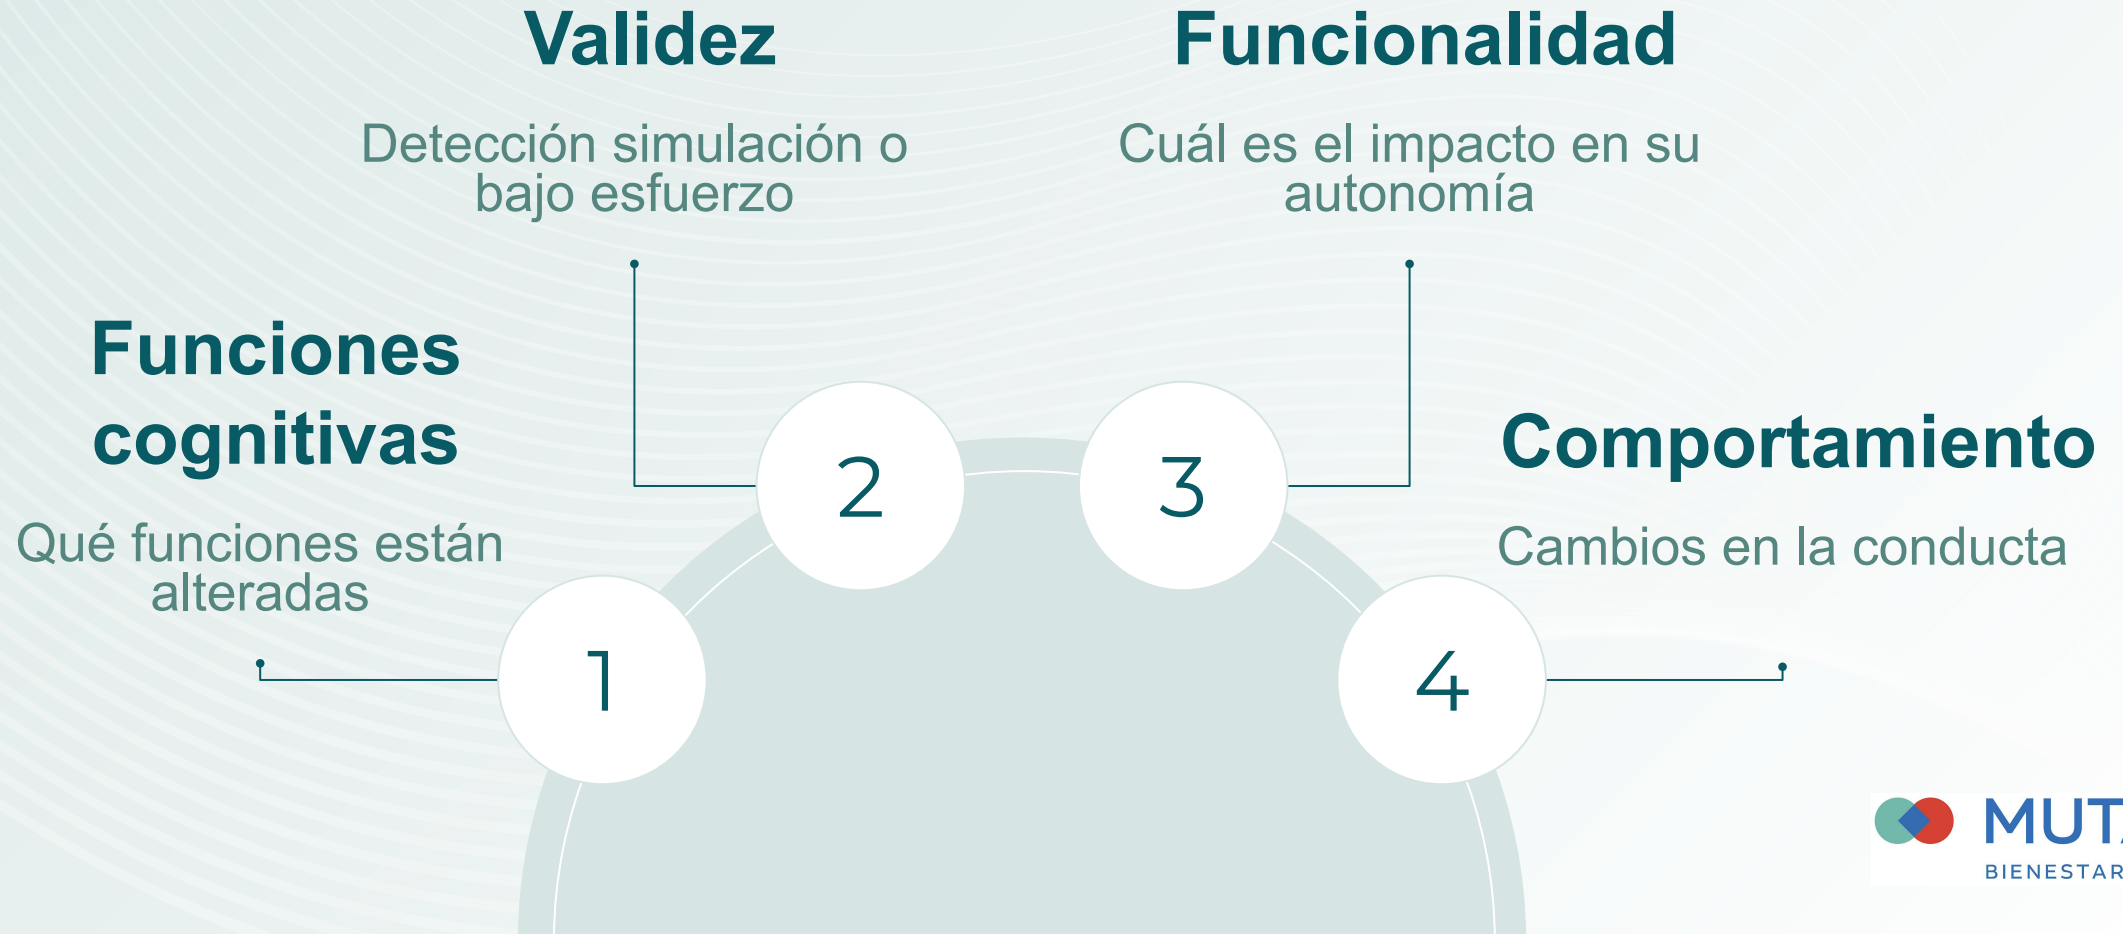 Validez
Detección simulación o
bajo esfuerzo
Funcionalidad
Cuál es el impacto en su
autonomía
Funciones
cognitivas
Qué funciones están
alteradas
Comportamiento
Cambios en la conducta
1
2
3
4
BIENESTAR